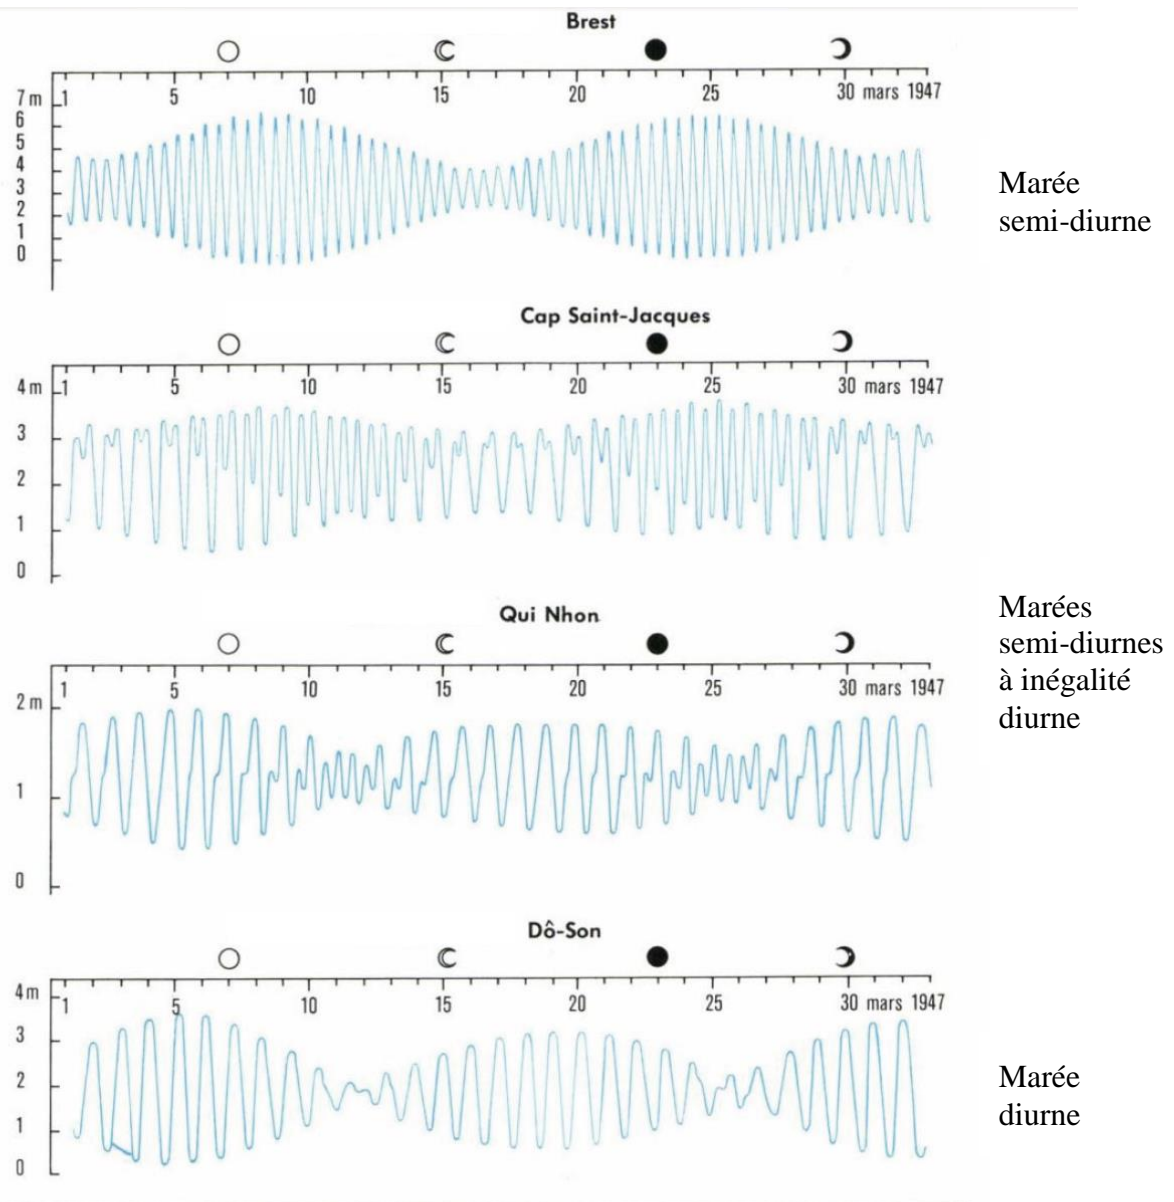 Brest
7 m
6
5
4
3
2
1
0
1 5 10 15 20 25 30 mars 1947
Marée
semi-diurne
Cap Saint-Jacques
4 m
3
2
1
0
1 5 10 15 20 25 30 mars 1947
Qui Nhon
2 m
1
0
1 5 10 15 20 25 30 mars 1947
Marées
semi-diurnes
à inégalité
diurne
Dô-Son
4 m
3
2
1
0
1 5 10 15 20 25 30 mars 1947
Marée
diurne